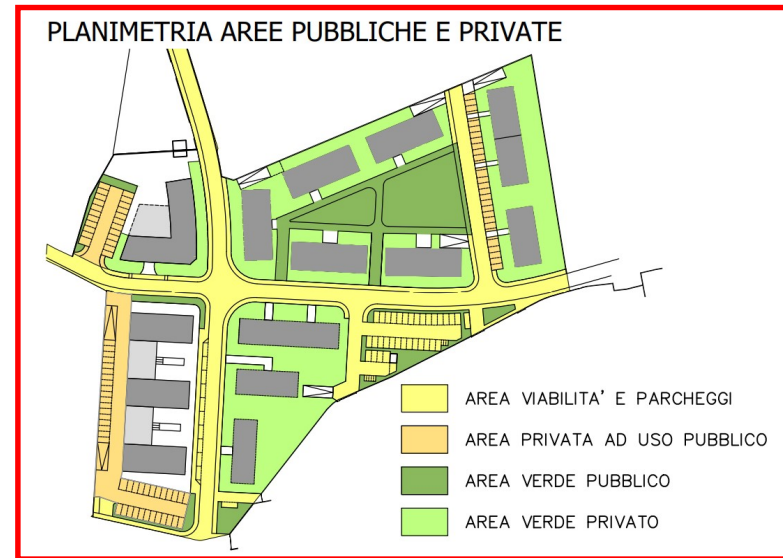 PLANIMETRIA AREE PUBBLICHE E PRIVATE
AREA VIABILITA' E PARCHEGGI
AREA PRIVATA AD USO PUBBLICO
AREA VERDE PUBBLICO
AREA VERDE PRIVATO